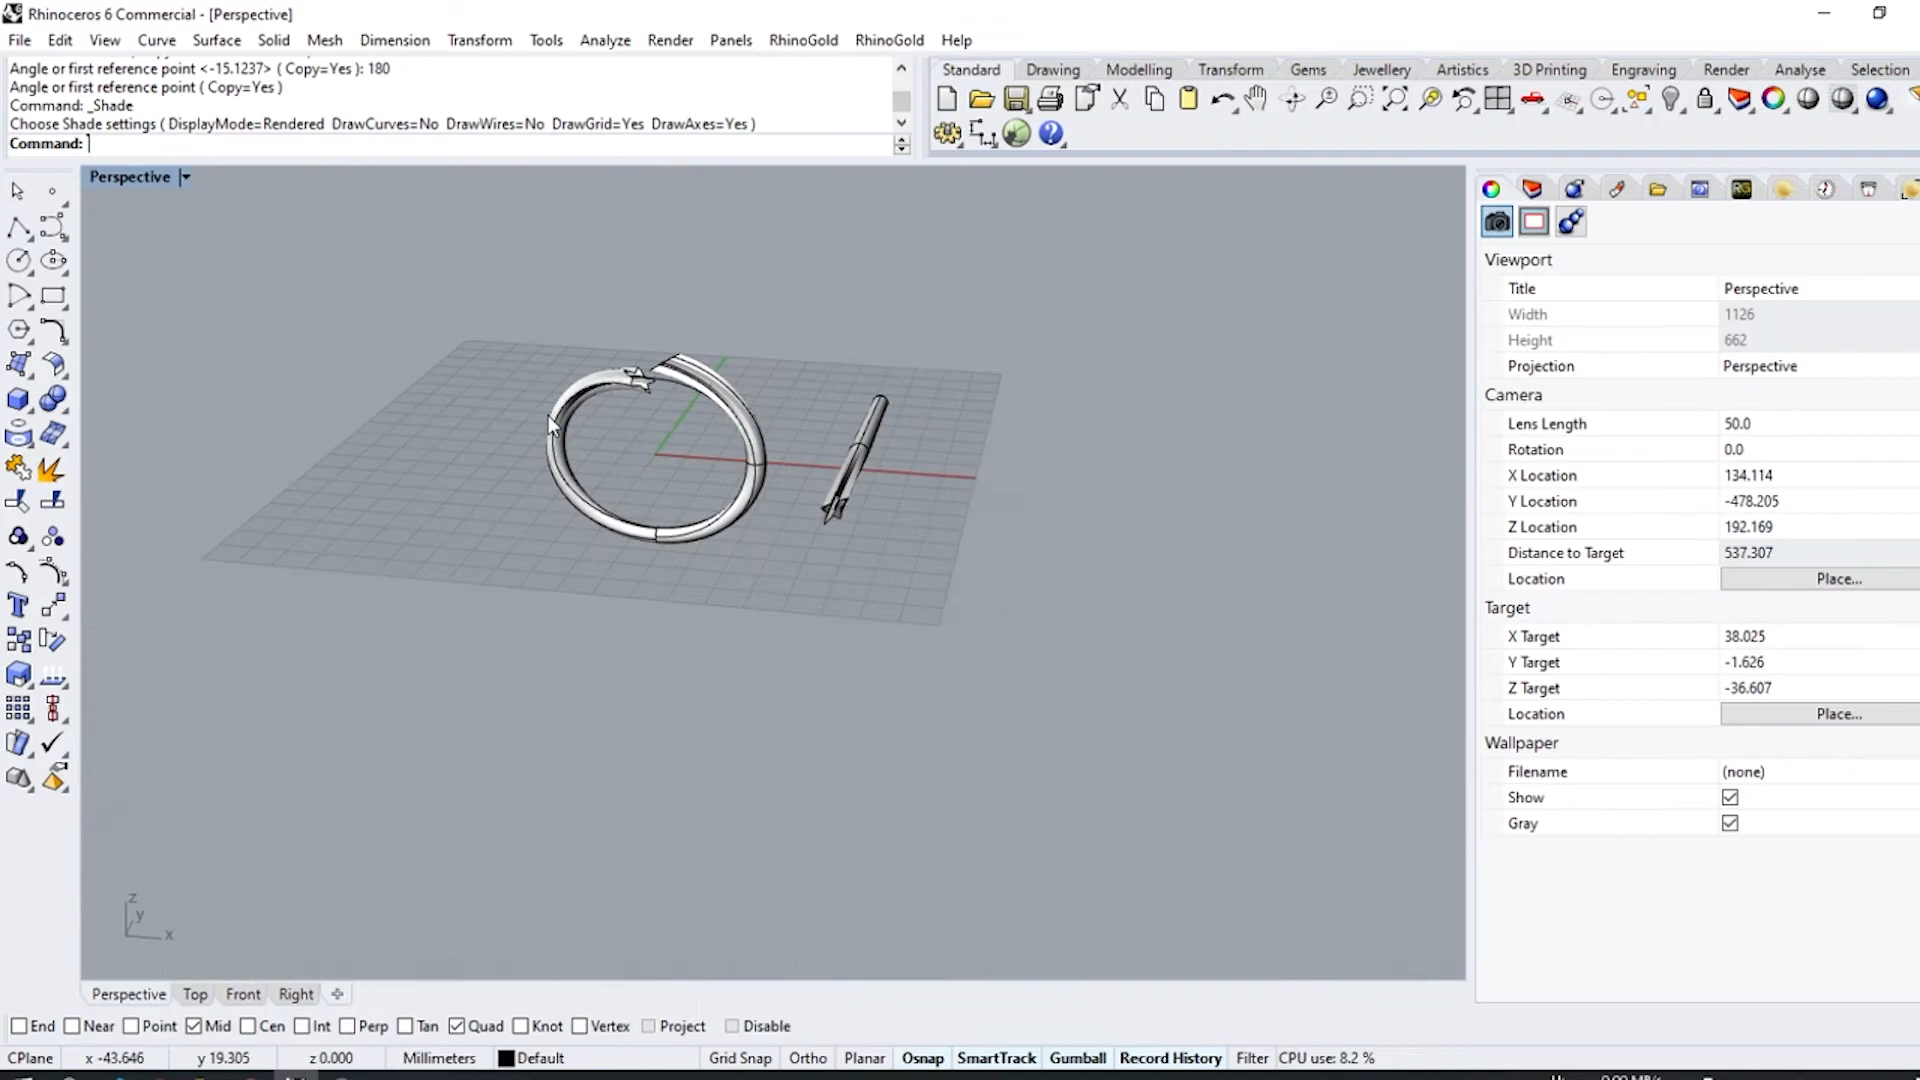 Rhinoceros 6 Commercial - [Perspective]
File Edit View Curve Surface Solid Mesh Dimension Transform Tools Analyze Render Panels RhinoGold RhinoGold Help
Angle or first reference point <-15.1237> ( Copy=Yes ): 180
Angle or first reference point ( Copy=Yes )
Command: _Shade
Choose Shade settings ( DisplayMode=Rendered DrawCurves=No DrawWires=No DrawGrid=Yes DrawAxes=Yes )
Command:
Standard Drawing Modelling Transform Gems Jewellery Artistics 3D Printing Engraving Render Analyse Selection
Perspective
RG
Viewport
Title Perspective
Width 1126
Height 662
Projection Perspective
Camera
Lens Length 50.0
Rotation 0.0
X Location 134.114
Y Location -478.205
Z Location 192.169
Distance to Target 537.307
Location Place...
Target
X Target 38.025
Y Target -1.626
Z Target -36.607
Location Place...
Wallpaper
Filename (none)
Show
Gray
z
y
x
Perspective Top Front Right
End Near Point Mid Cen Int Perp Tan Quad Knot Vertex Project Disable
CPlane x -43.646 y 19.305 z 0.000 Millimeters Default Grid Snap Ortho Planar Osnap SmartTrack Gumball Record History Filter CPU use: 8.2 %